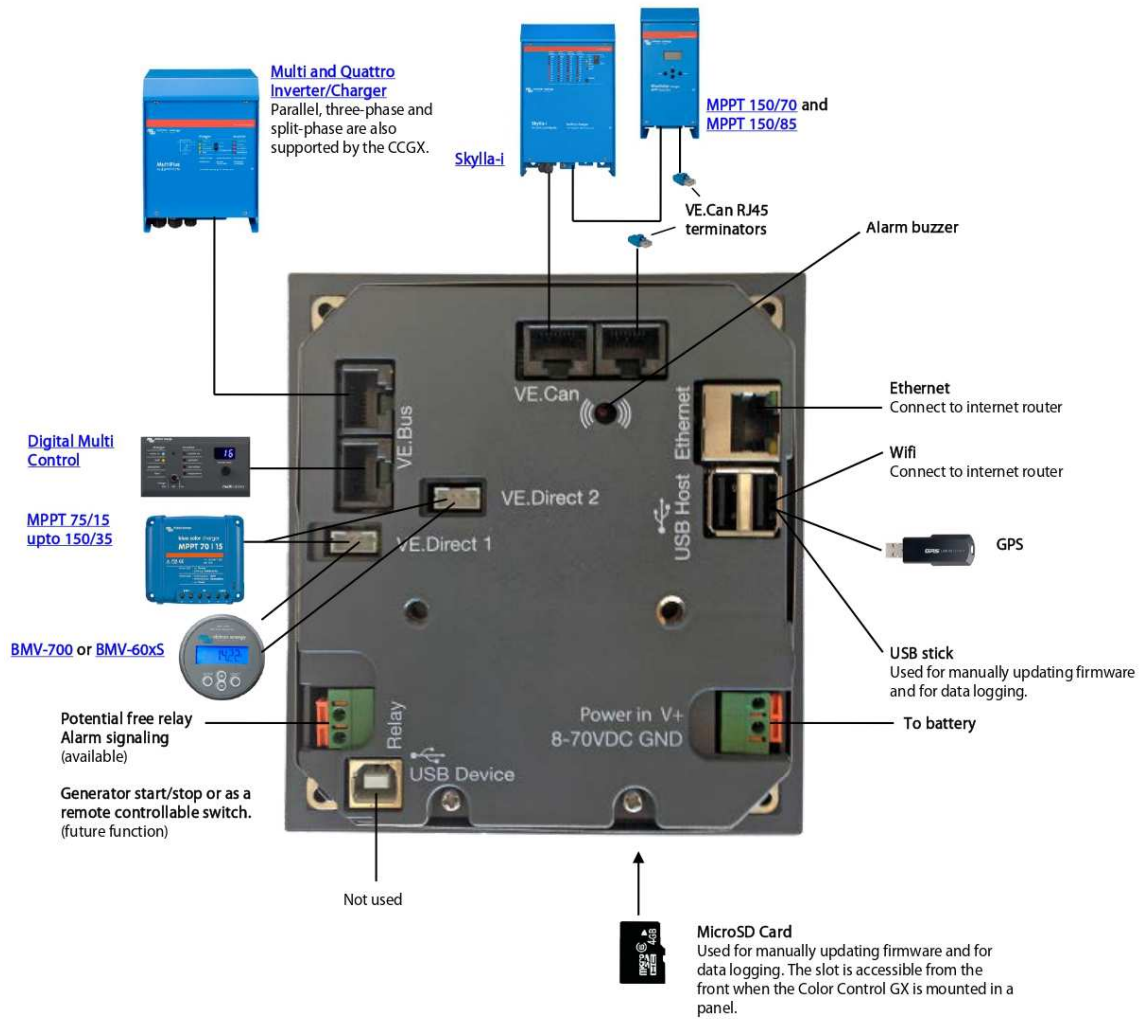 Multi and Quattro
Inverter/Charger
Parallel, three-phase and
split-phase are also
supported by the CCGX.
Skylla-i
MPPT 150/70 and
MPPT 150/85
VE.Can RJ45
terminators
Alarm buzzer
VE.Can
VE.Bus
Ethernet
Ethernet
Connect to internet router
Wifi
Connect to internet router
Digital Multi
Control
16
VE.Direct 2
USB Host
MPPT 75/15
upto 150/35
MPPT 70 | 15
VE.Direct 1
GPS
BMV-700 or BMV-60xS
USB stick
Used for manually updating firmware
and for data logging.
Potential free relay
Alarm signaling
(available)
Relay
Power in V+
8-70VDC GND
To battery
USB Device
Generator start/stop or as a
remote controllable switch.
(future function)
Not used
4GB
MicroSD Card
Used for manually updating firmware and for
data logging. The slot is accessible from the
front when the Color Control GX is mounted in a
panel.